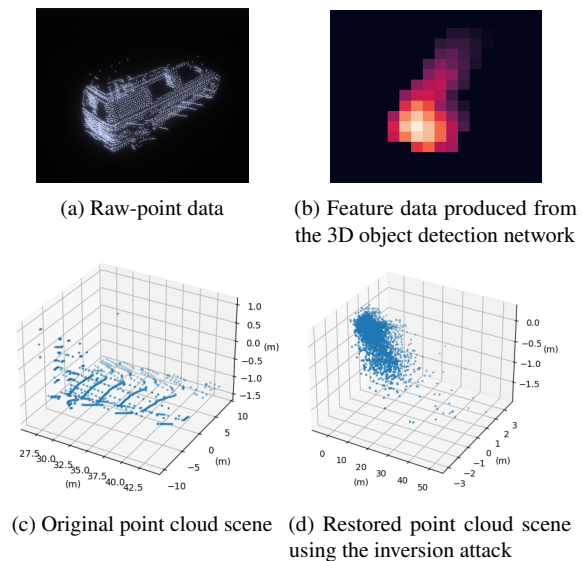 (a) Raw-point data
(b) Feature data produced from
the 3D object detection network
1.0
0.5
0.0
(m)
−0.5
−1.0
−1.5
10
5
0
(m)
−5
−10
27.5
30.0
32.5
35.0
37.5
40.0
42.5
(m)
0.0
−0.5
(m)
−1.0
−1.5
3
2
1
0
(m)
−1
−2
−3
0
10
20
30
40
50
(m)
(c) Original point cloud scene
(d) Restored point cloud scene
using the inversion attack